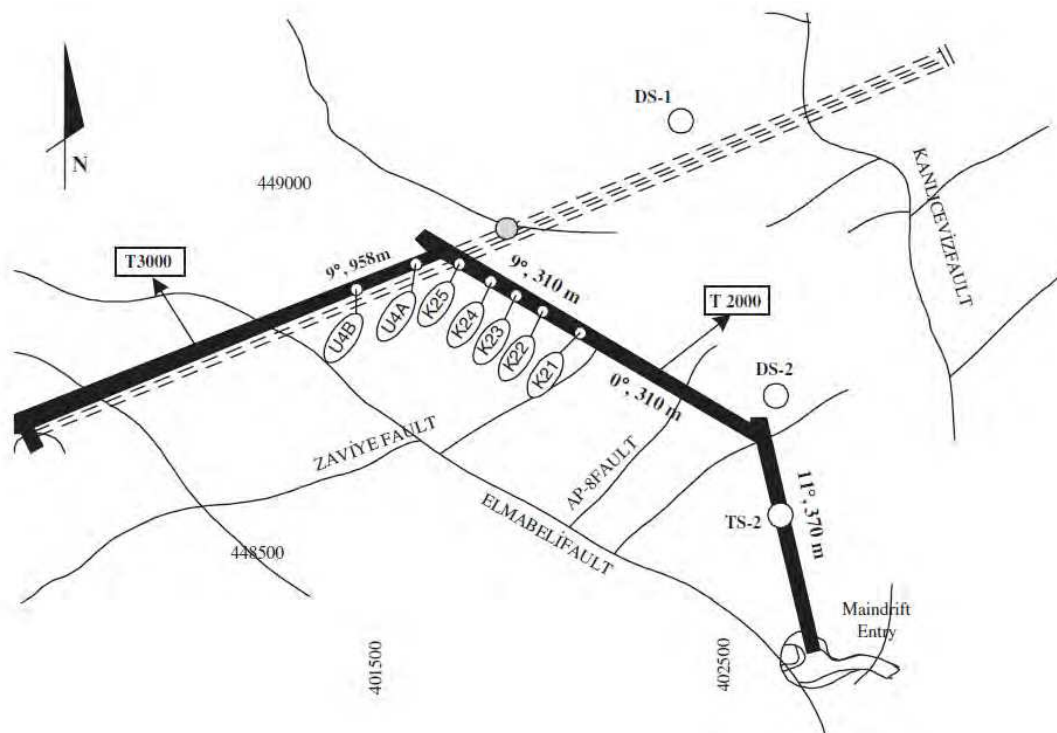 DS-1
N
449000
KANLICEVİZFAULT
T3000
9°, 958m
9°, 310 m
T 2000
U4B
U4A
K25
K24
K23
K22
K21
0°, 310 m
DS-2
ZAVİYE FAULT
AP-8FAULT
ELMABELİFAULT
TS-2
11°, 370 m
448500
Maindrift
Entry
401500
402500